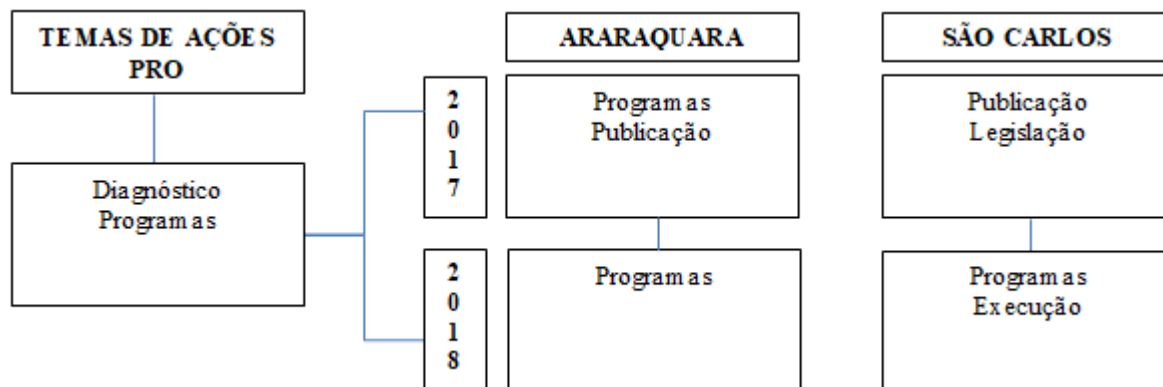 TEMAS DE AÇÕES
PRO
ARARAQUARA
SÃO CARLOS
Diagnóstico
Programas
2
0
1
7
Programas
Publicação
Publicação
Legislação
2
0
1
8
Programas
Programas
Execução